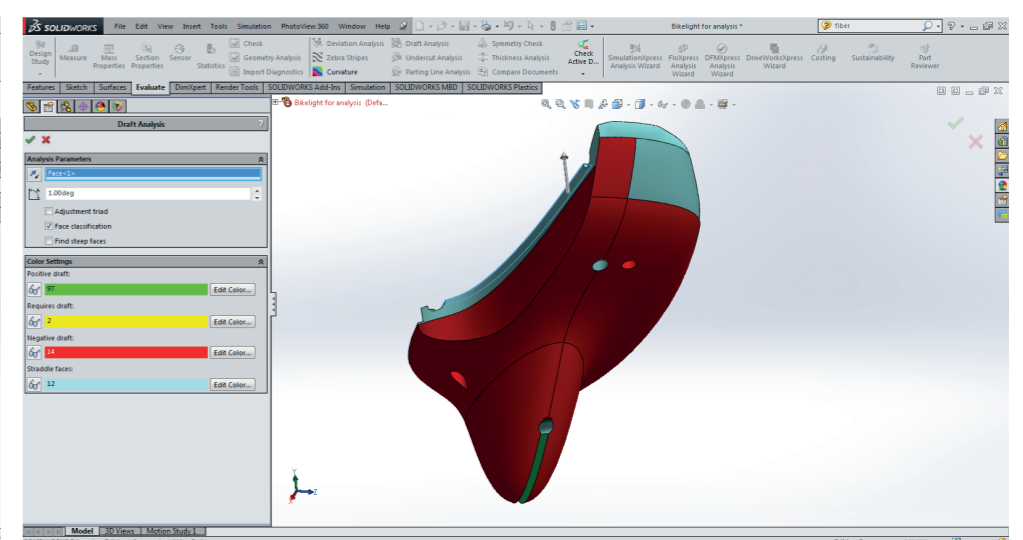 SOLIDWORKS File Edit View Insert Tools Simulation PhotoView 360 Window Help Bikelight for analysis * fiber
Design Study Measure Mass Properties Section Properties Sensor Statistics Check Geometry Analysis Import Diagnostics Deviation Analysis Zebra Stripes Curvature Draft Analysis Undercut Analysis Parting Line Analysis Symmetry Check Thickness Analysis Compare Documents Check Active D... SimulationXpress Analysis Wizard FloXpress Analysis Wizard DFMXpress Analysis Wizard DriveWorksXpress Wizard Costing Sustainability Part Reviewer
Features Sketch Surfaces Evaluate DimXpert Render Tools SOLIDWORKS Add-Ins Simulation SOLIDWORKS MBD SOLIDWORKS Plastics
Bikelight for analysis (Defa...
Draft Analysis ?
Analysis Parameters
Face<1>
1.00deg
Adjustment triad
Face classification
Find steep faces
Color Settings
Positive draft:
97 Edit Color...
Requires draft:
2 Edit Color...
Negative draft:
14 Edit Color...
Straddle faces:
12 Edit Color...
Y
Z
X
Model 3D Views Motion Study 1